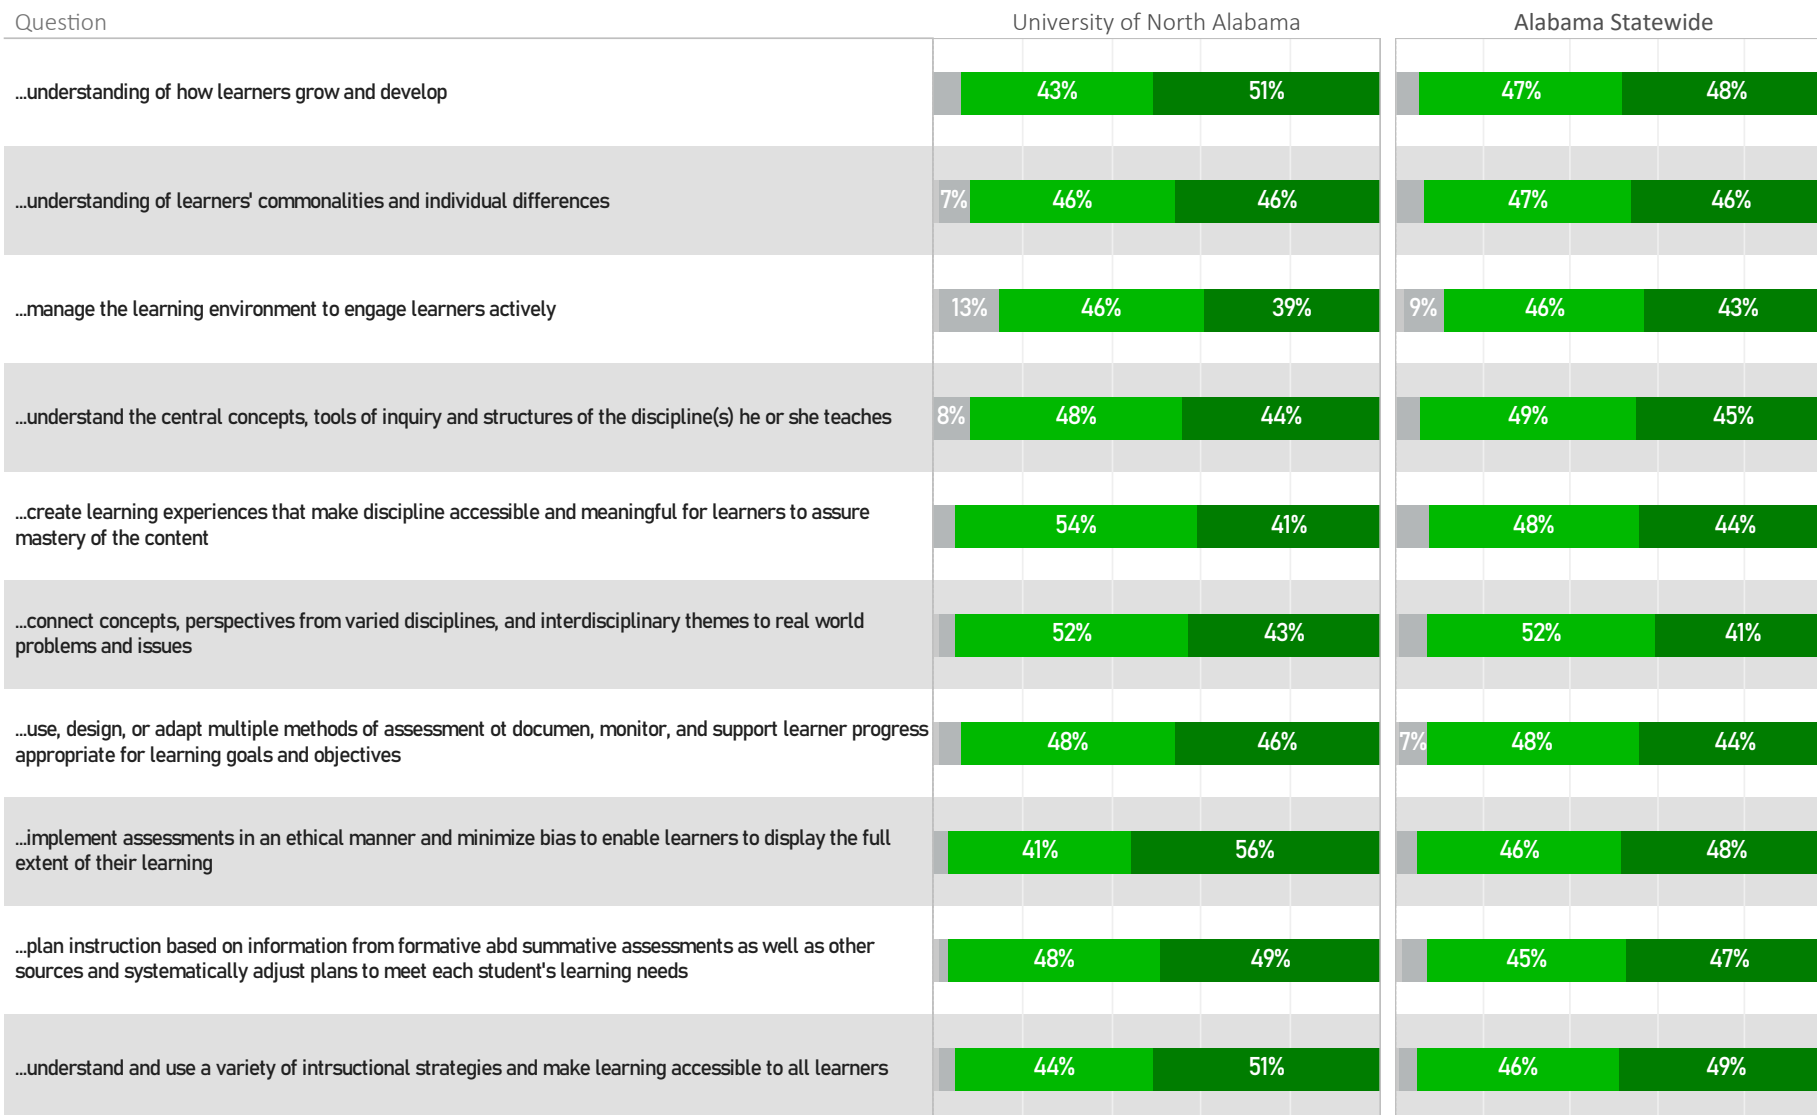 Question University of North Alabama Alabama Statewide
...understanding of how learners grow and develop 43% 51% 47% 48%
...understanding of learners' commonalities and individual differences 7% 46% 46% 47% 46%
...manage the learning environment to engage learners actively 13% 46% 39% 9% 46% 43%
...understand the central concepts, tools of inquiry and structures of the discipline(s) he or she teaches 8% 48% 44% 49% 45%
...create learning experiences that make discipline accessible and meaningful for learners to assure
mastery of the content
54% 41% 48% 44%
...connect concepts, perspectives from varied disciplines, and interdisciplinary themes to real world
problems and issues
52% 43% 52% 41%
...use, design, or adapt multiple methods of assessment ot documen, monitor, and support learner progress
appropriate for learning goals and objectives
48% 46% 7% 48% 44%
...implement assessments in an ethical manner and minimize bias to enable learners to display the full
extent of their learning
41% 56% 46% 48%
...plan instruction based on information from formative abd summative assessments as well as other
sources and systematically adjust plans to meet each student's learning needs
48% 49% 45% 47%
...understand and use a variety of intrsuctional strategies and make learning accessible to all learners 44% 51% 46% 49%